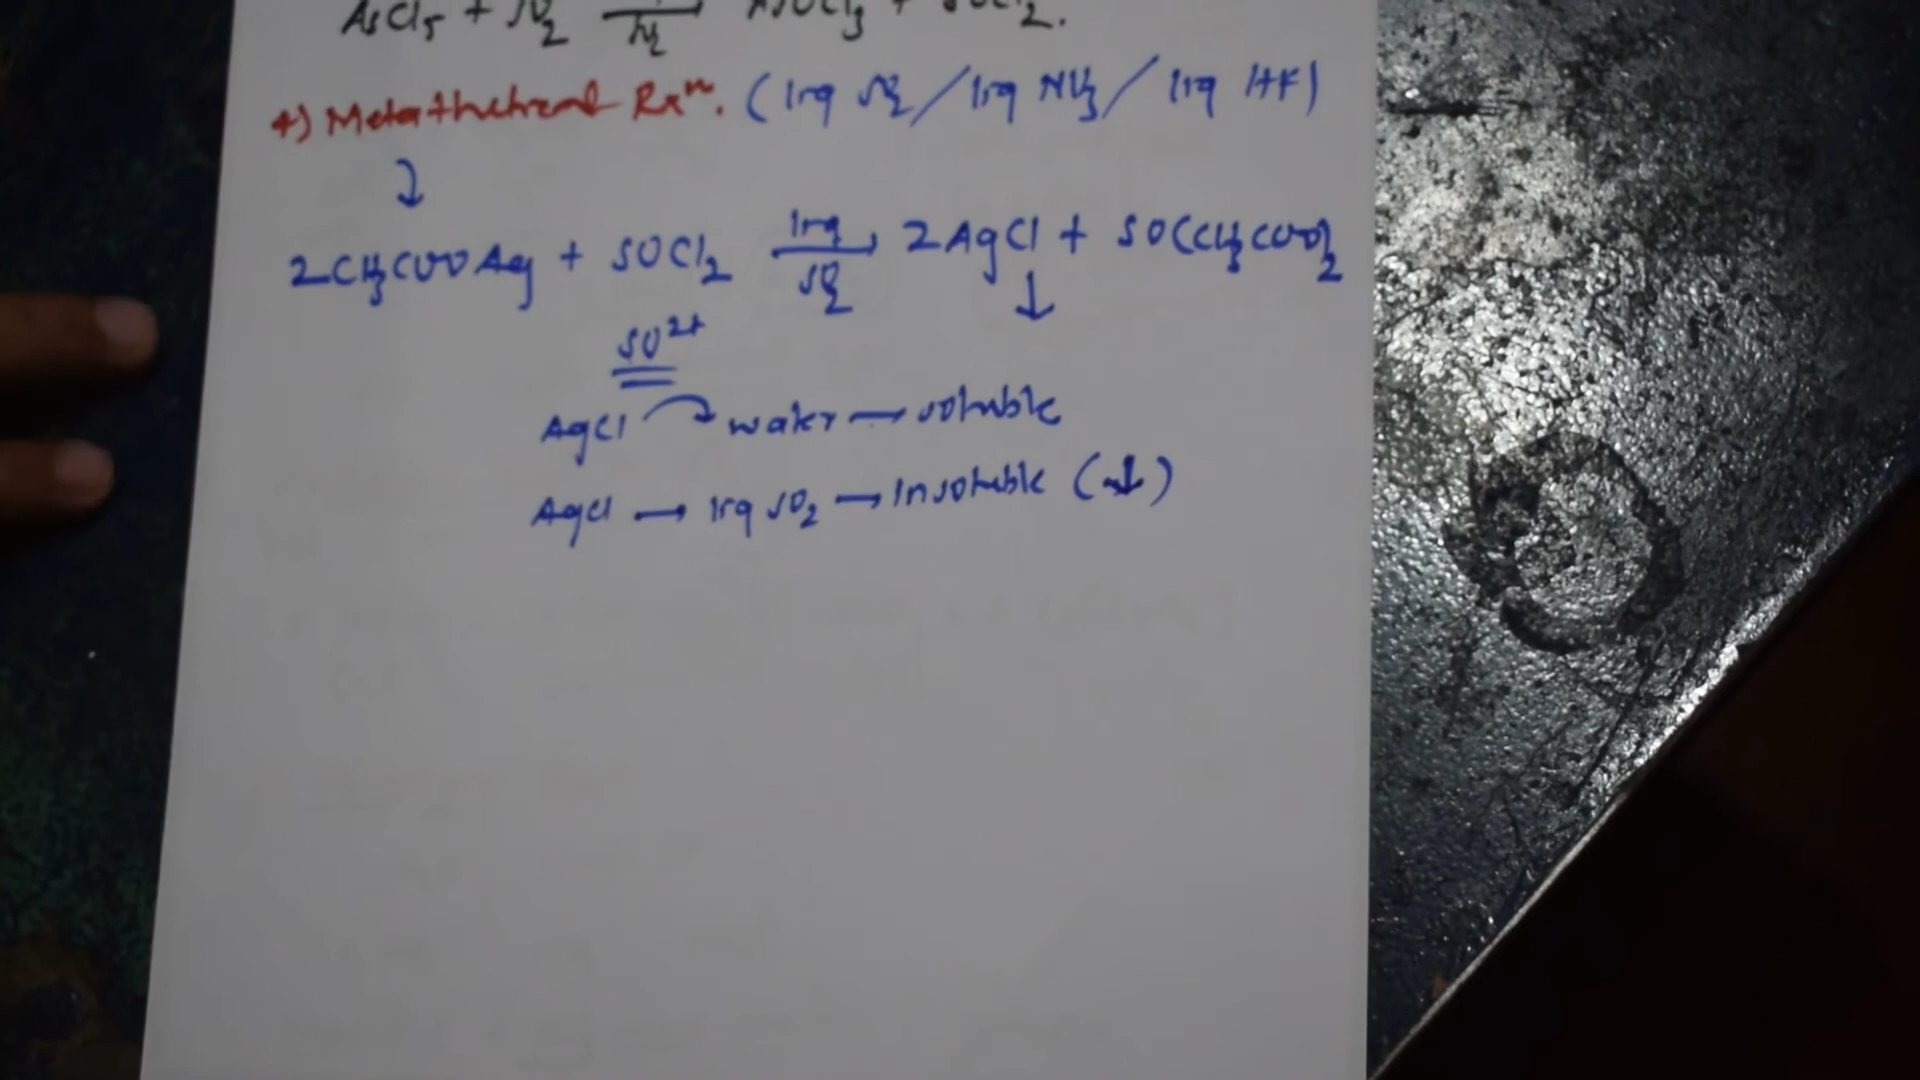 AsCl5 + SO2 → AsOCl3 + SOCl2.
4) Metathetical Rxn. (liq SO2 / liq NH3 / liq HF)
2CH3COOAg + SOCl2 liq SO2 → 2AgCl ↓ + SO(CH3COO)2
SO2+
AgCl → water — soluble
AgCl → liq SO2 → Insoluble (↓)